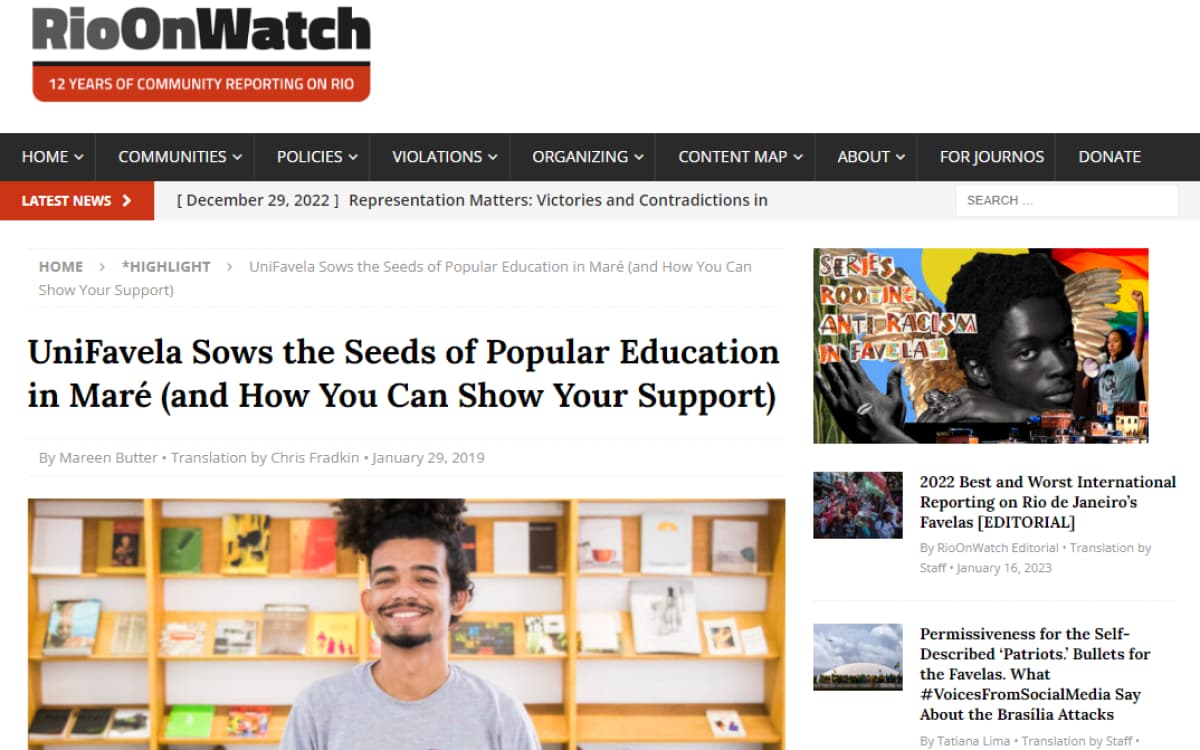 RioOnWatch
12 YEARS OF COMMUNITY REPORTING ON RIO
HOME COMMUNITIES POLICIES VIOLATIONS ORGANIZING CONTENT MAP ABOUT FOR JOURNOS DONATE
LATEST NEWS [ December 29, 2022 ] Representation Matters: Victories and Contradictions in SEARCH ...
HOME > *HIGHLIGHT > UniFavela Sows the Seeds of Popular Education in Maré (and How You Can
Show Your Support)
UniFavela Sows the Seeds of Popular Education
in Maré (and How You Can Show Your Support)
By Mareen Butter • Translation by Chris Fradkin • January 29, 2019
SERIES
ROOTING
ANTI-RACISM
IN FAVELAS
2022 Best and Worst International
Reporting on Rio de Janeiro’s
Favelas [EDITORIAL]
By RioOnWatch Editorial • Translation by
Staff • January 16, 2023
Permissiveness for the Self-
Described ‘Patriots.’ Bullets for
the Favelas. What
#VoicesFromSocialMedia Say
About the Brasília Attacks
By Tatiana Lima • Translation by Staff •